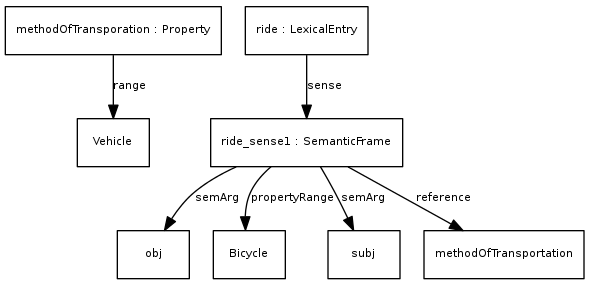 methodOfTransporation : Property
ride : LexicalEntry
range
sense
Vehicle
ride_sense1 : SemanticFrame
semArg
propertyRange
semArg
reference
obj
Bicycle
subj
methodOfTransportation